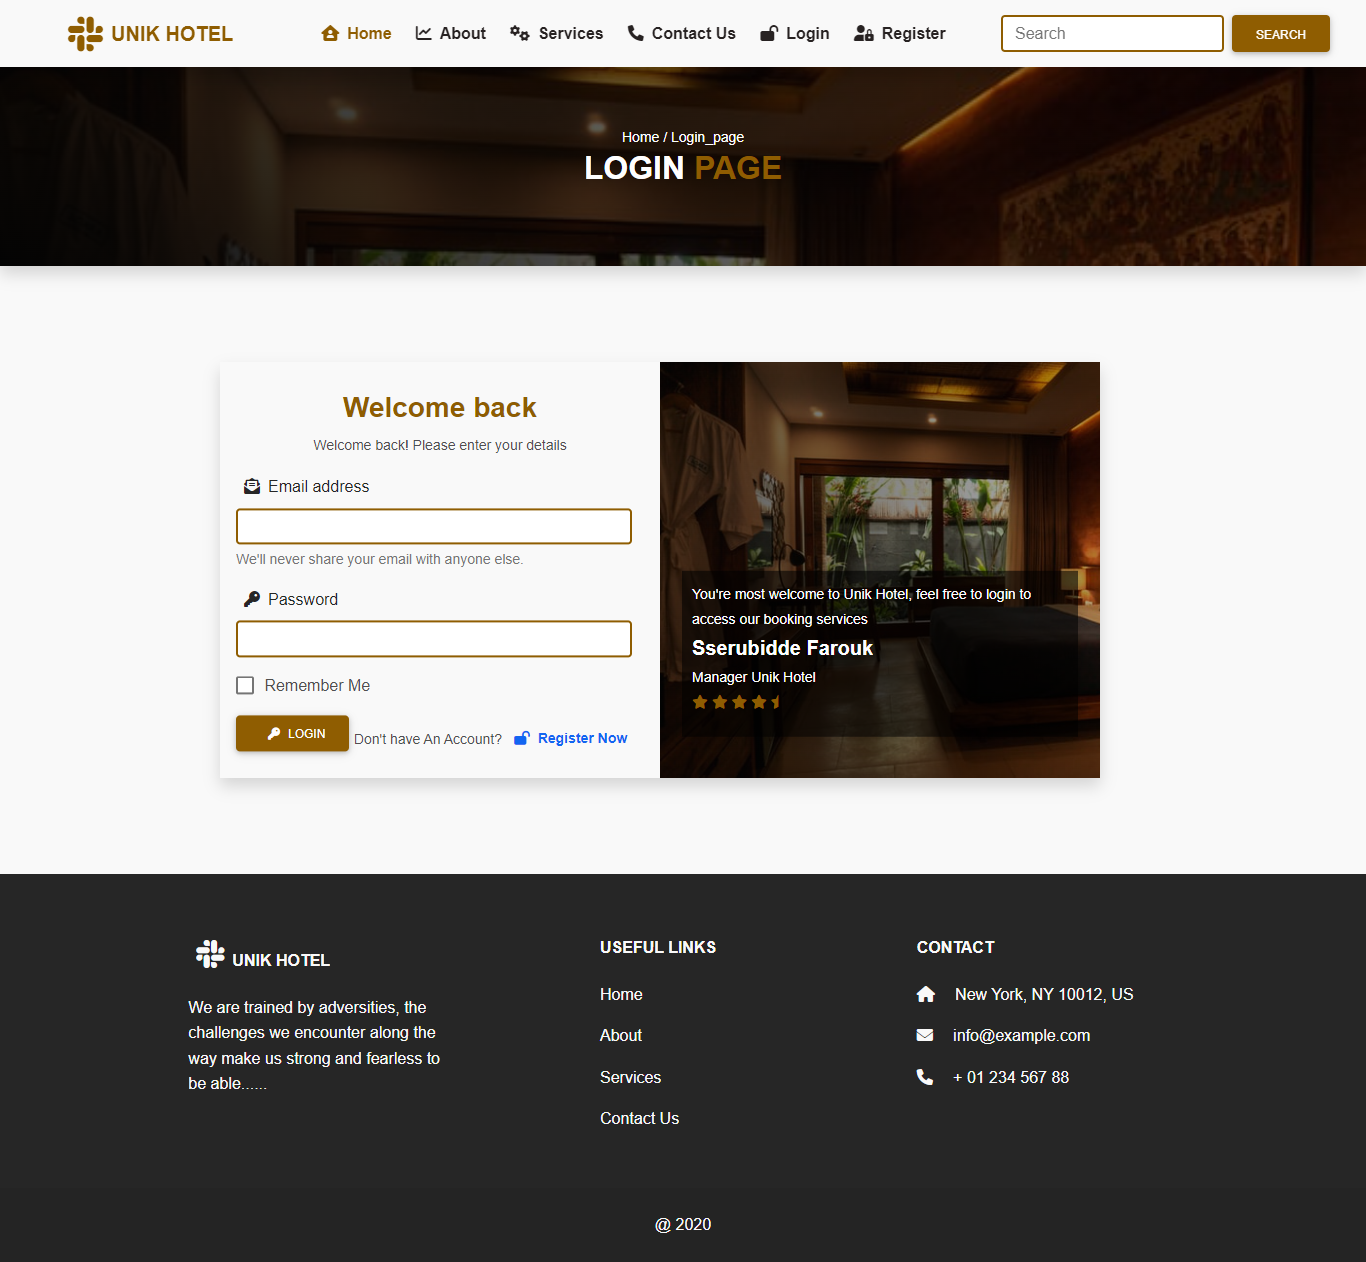 UNIK HOTEL
Home
About
Services
Contact Us
Login
Register
Search
SEARCH
Home / Login_page
LOGIN PAGE
Welcome back
Welcome back! Please enter your details
Email address
We'll never share your email with anyone else.
Password
Remember Me
LOGIN
Don't have An Account?
Register Now
You're most welcome to Unik Hotel, feel free to login to
access our booking services
Sserubidde Farouk
Manager Unik Hotel
UNIK HOTEL
We are trained by adversities, the
challenges we encounter along the
way make us strong and fearless to
be able......
USEFUL LINKS
Home
About
Services
Contact Us
CONTACT
New York, NY 10012, US
info@example.com
+ 01 234 567 88
@ 2020